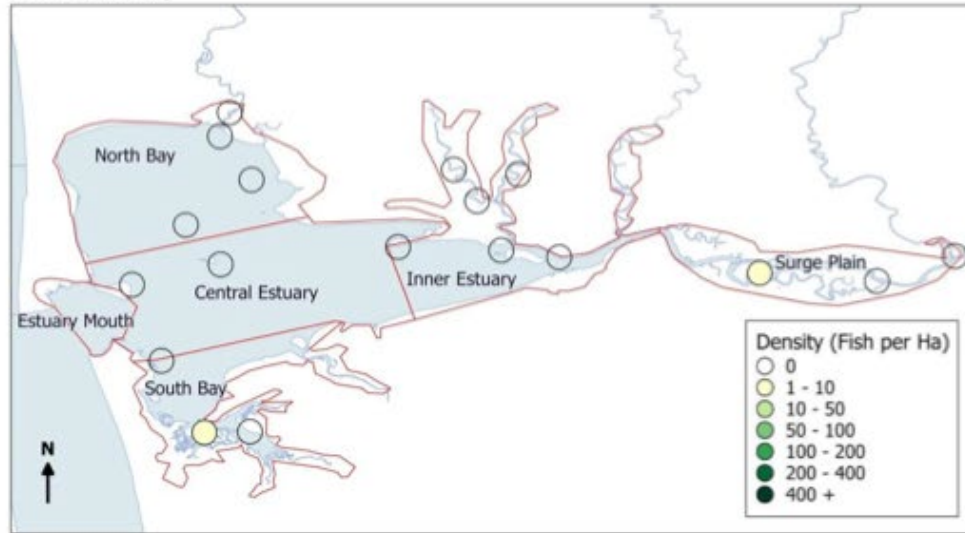 North Bay
Surge Plain
Inner Estuary
Central Estuary
Estuary Mouth
South Bay
N
Density (Fish per Ha)
0
1 - 10
10 - 50
50 - 100
100 - 200
200 - 400
400 +